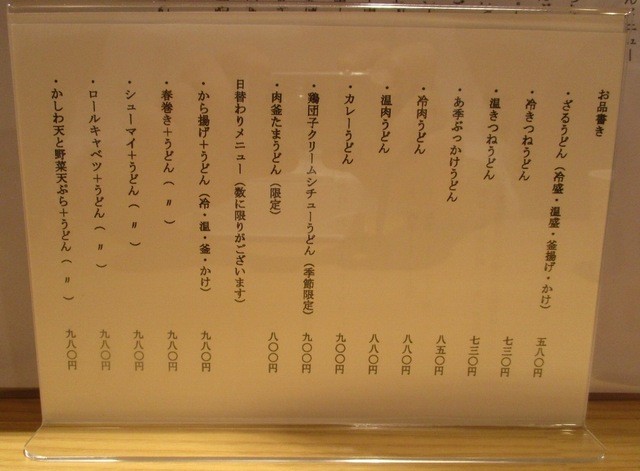 お品書き
・ざるうどん（冷盛・温盛・釜揚げ・かけ） 五八〇円
・冷きつねうどん 七三〇円
・温きつねうどん 七三〇円
・あ季ぶっかけうどん 八五〇円
・冷肉うどん 八八〇円
・温肉うどん 八八〇円
・カレーうどん 九〇〇円
・鶏団子クリームシチューうどん（季節限定） 九〇〇円
・肉釜たまうどん（限定） 八〇〇円
日替わりメニュー（数に限りがございます）
・から揚げ＋うどん（冷・温・釜・かけ） 九八〇円
・春巻き＋うどん（　〃　） 九八〇円
・シューマイ＋うどん（　〃　） 九八〇円
・ロールキャベツ＋うどん（　〃　） 九八〇円
・かしわ天と野菜天ぷら＋うどん（　〃　） 九八〇円